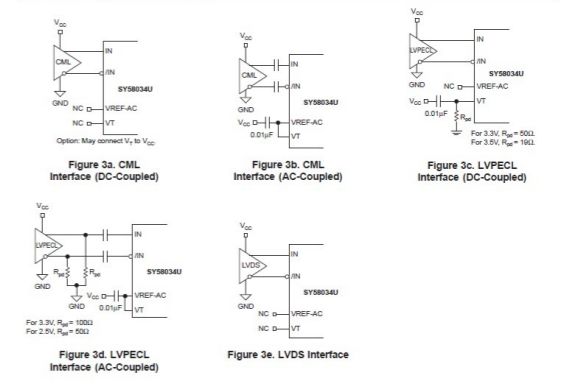 Vcc
CML
IN
/IN
SY58034U
GND
NC
VREF-AC
NC
VT
Option: May connect VT to Vcc
Figure 3a. CML
Interface (DC-Coupled)
Vcc
CML
IN
/IN
SY58034U
GND
Vcc
VREF-AC
0.01µF
VT
Figure 3b. CML
Interface (AC-Coupled)
Vcc
LVPECL
IN
/IN
SY58034U
GND
NC
VREF-AC
Vcc
VT
0.01µF
Rpd
For 3.3V, Rpd = 50Ω.
For 3.5V, Rpd = 19Ω.
Figure 3c. LVPECL
Interface (DC-Coupled)
Vcc
LVPECL
IN
/IN
Rpd
Rpd
SY58034U
GND
GND
Vcc
VREF-AC
0.01µF
VT
For 3.3V, Rpd = 100Ω
For 2.5V, Rpd = 50Ω
Figure 3d. LVPECL
Interface (AC-Coupled)
Vcc
LVDS
IN
/IN
SY58034U
GND
NC
VREF-AC
NC
VT
Figure 3e. LVDS Interface